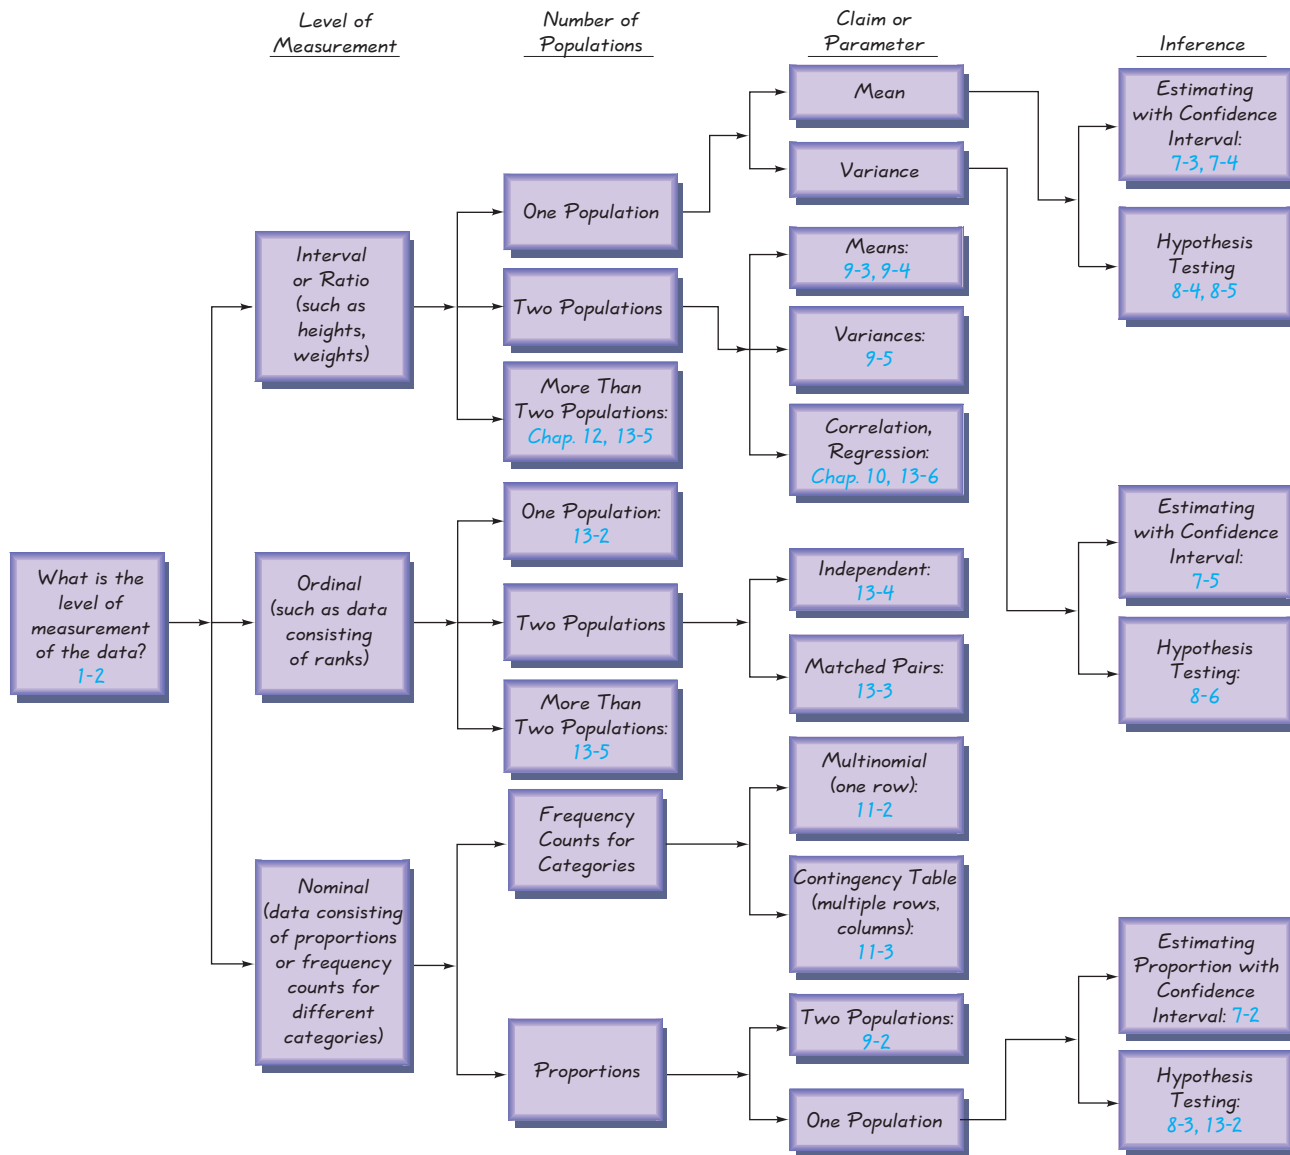 Level of
Measurement
Number of
Populations
Claim or
Parameter
Inference
What is the
level of
measurement
of the data?
1-2
Interval
or Ratio
(such as
heights,
weights)
Ordinal
(such as data
consisting
of ranks)
Nominal
(data consisting
of proportions
or frequency
counts for
different
categories)
One Population
Two Populations
More Than
Two Populations:
Chap. 12, 13-5
One Population:
13-2
Two Populations
More Than
Two Populations:
13-5
Frequency
Counts for
Categories
Proportions
Mean
Variance
Means:
9-3, 9-4
Variances:
9-5
Correlation,
Regression:
Chap. 10, 13-6
Independent:
13-4
Matched Pairs:
13-3
Multinomial
(one row):
11-2
Contingency Table
(multiple rows,
columns):
11-3
Two Populations:
9-2
One Population
Estimating
with Confidence
Interval:
7-3, 7-4
Hypothesis
Testing
8-4, 8-5
Estimating
with Confidence
Interval:
7-5
Hypothesis
Testing:
8-6
Estimating
Proportion with
Confidence
Interval: 7-2
Hypothesis
Testing:
8-3, 13-2